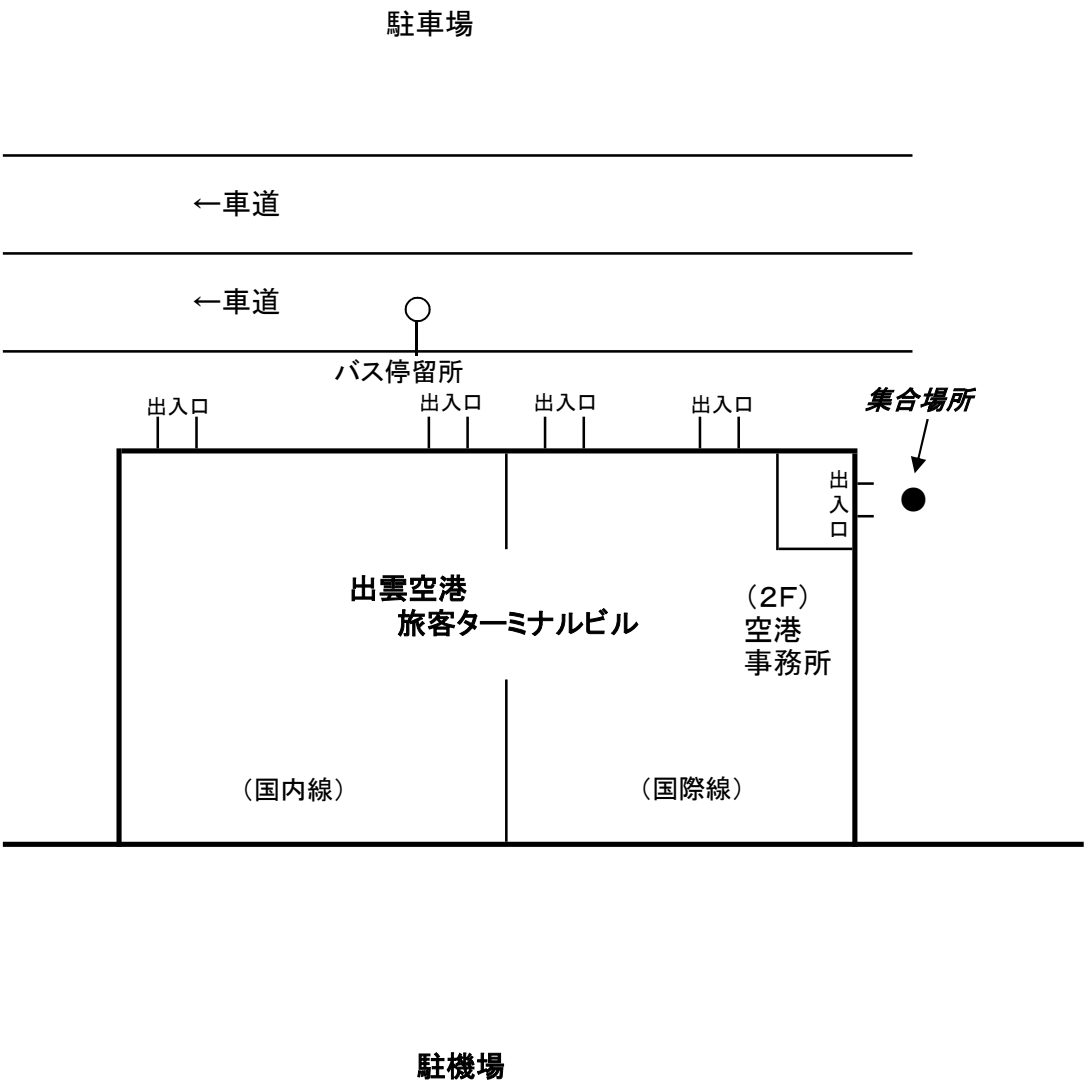 駐車場
←車道
←車道
バス停留所
出入口
出入口
出入口
出入口
集合場所
出入口
出雲空港
旅客ターミナルビル
（2F）
空港
事務所
（国内線）
（国際線）
駐機場